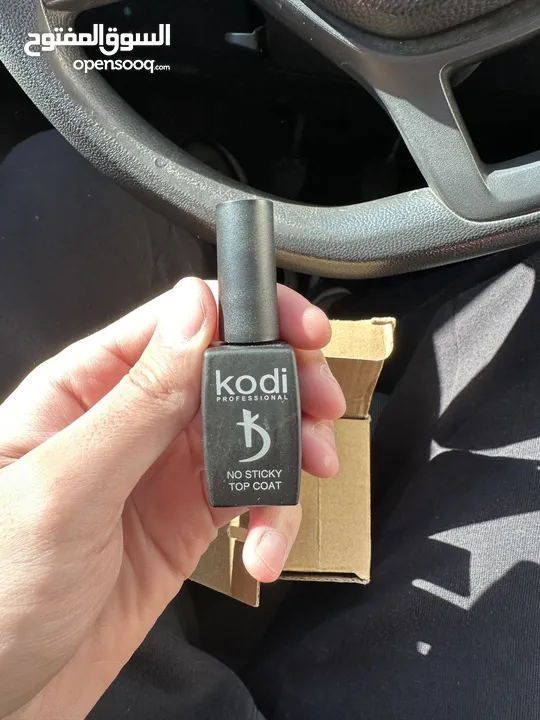 السوق المفتوح
opensooq.com
kodi
PROFESSIONAL
NO STICKY
TOP COAT